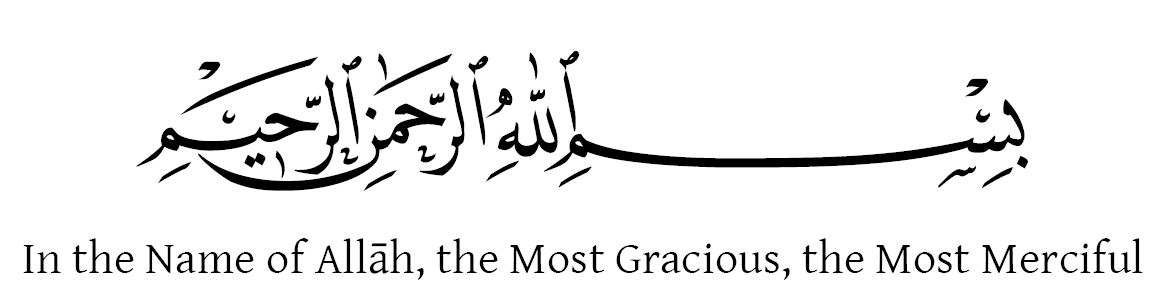 بِسْمِ ٱللَّهِ ٱلرَّحْمَٰنِ ٱلرَّحِيمِ
In the Name of Allāh, the Most Gracious, the Most Merciful